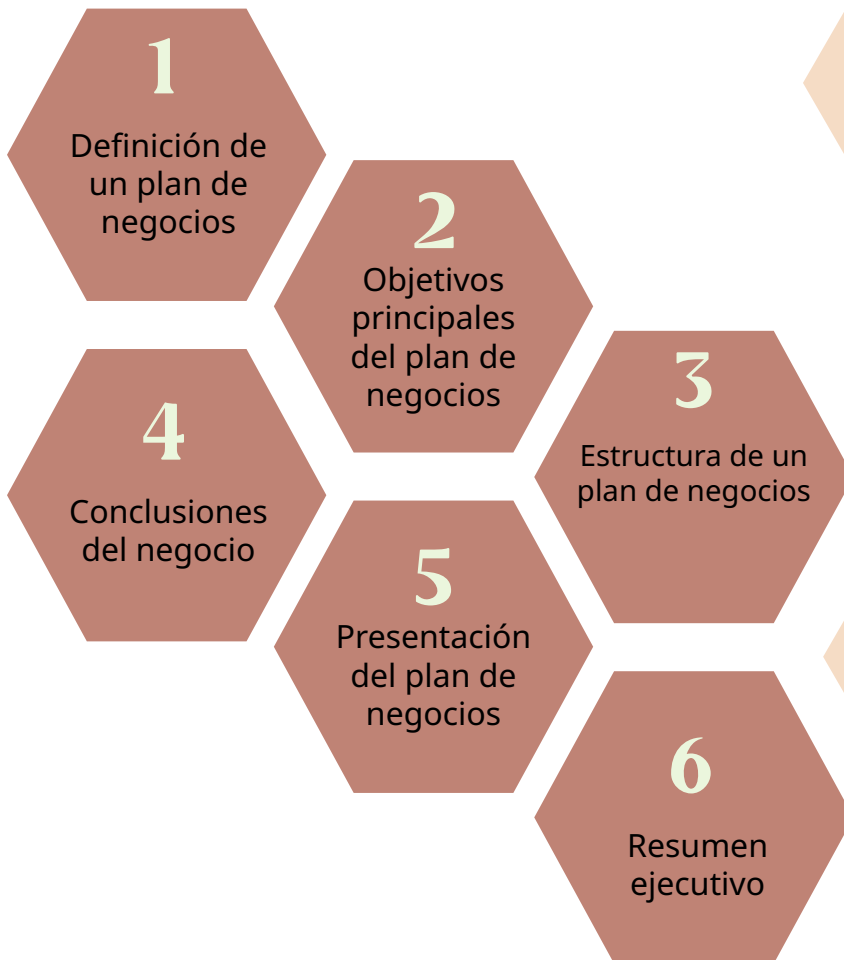 1
Definición de
un plan de
negocios
2
Objetivos
principales
del plan de
negocios
3
Estructura de un
plan de negocios
4
Conclusiones
del negocio
5
Presentación
del plan de
negocios
6
Resumen
ejecutivo